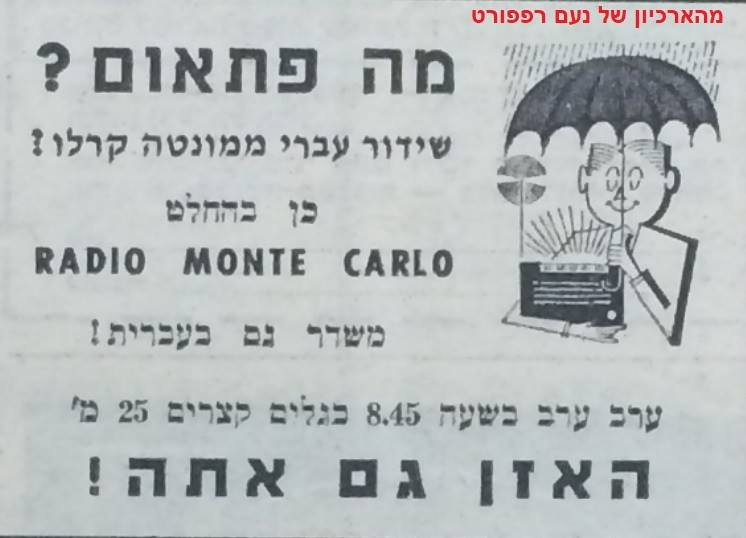 מהארכיון של נעם רפפורט
מה פתאום?
שידור עברי ממונטה קרלו?
כן בהחלט
RADIO MONTE CARLO
משדר גם בעברית!
ערב ערב בשעה 8.45 בגלים קצרים 25 מ'
האזן גם אתה!